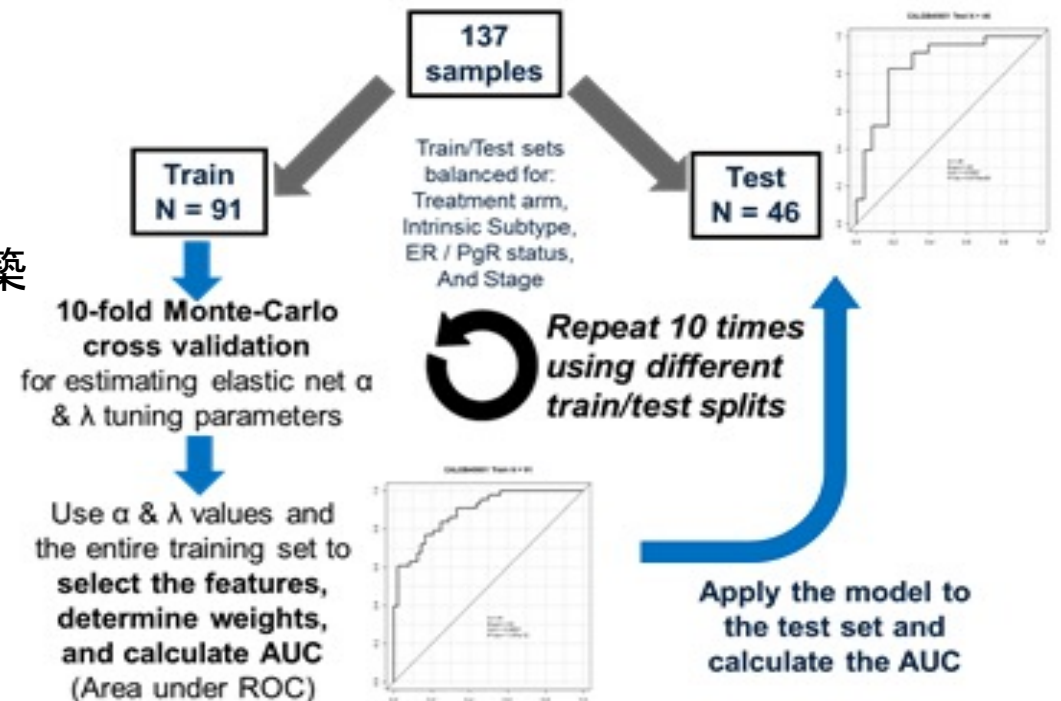 137
samples
Train
N = 91
Train/Test sets
balanced for:
Treatment arm,
Intrinsic Subtype,
ER / PgR status,
And Stage
Test
N = 46
築
10-fold Monte-Carlo
cross validation
for estimating elastic net α
& λ tuning parameters
Repeat 10 times
using different
train/test splits
Use α & λ values and
the entire training set to
select the features,
determine weights,
and calculate AUC
(Area under ROC)
Apply the model to
the test set and
calculate the AUC